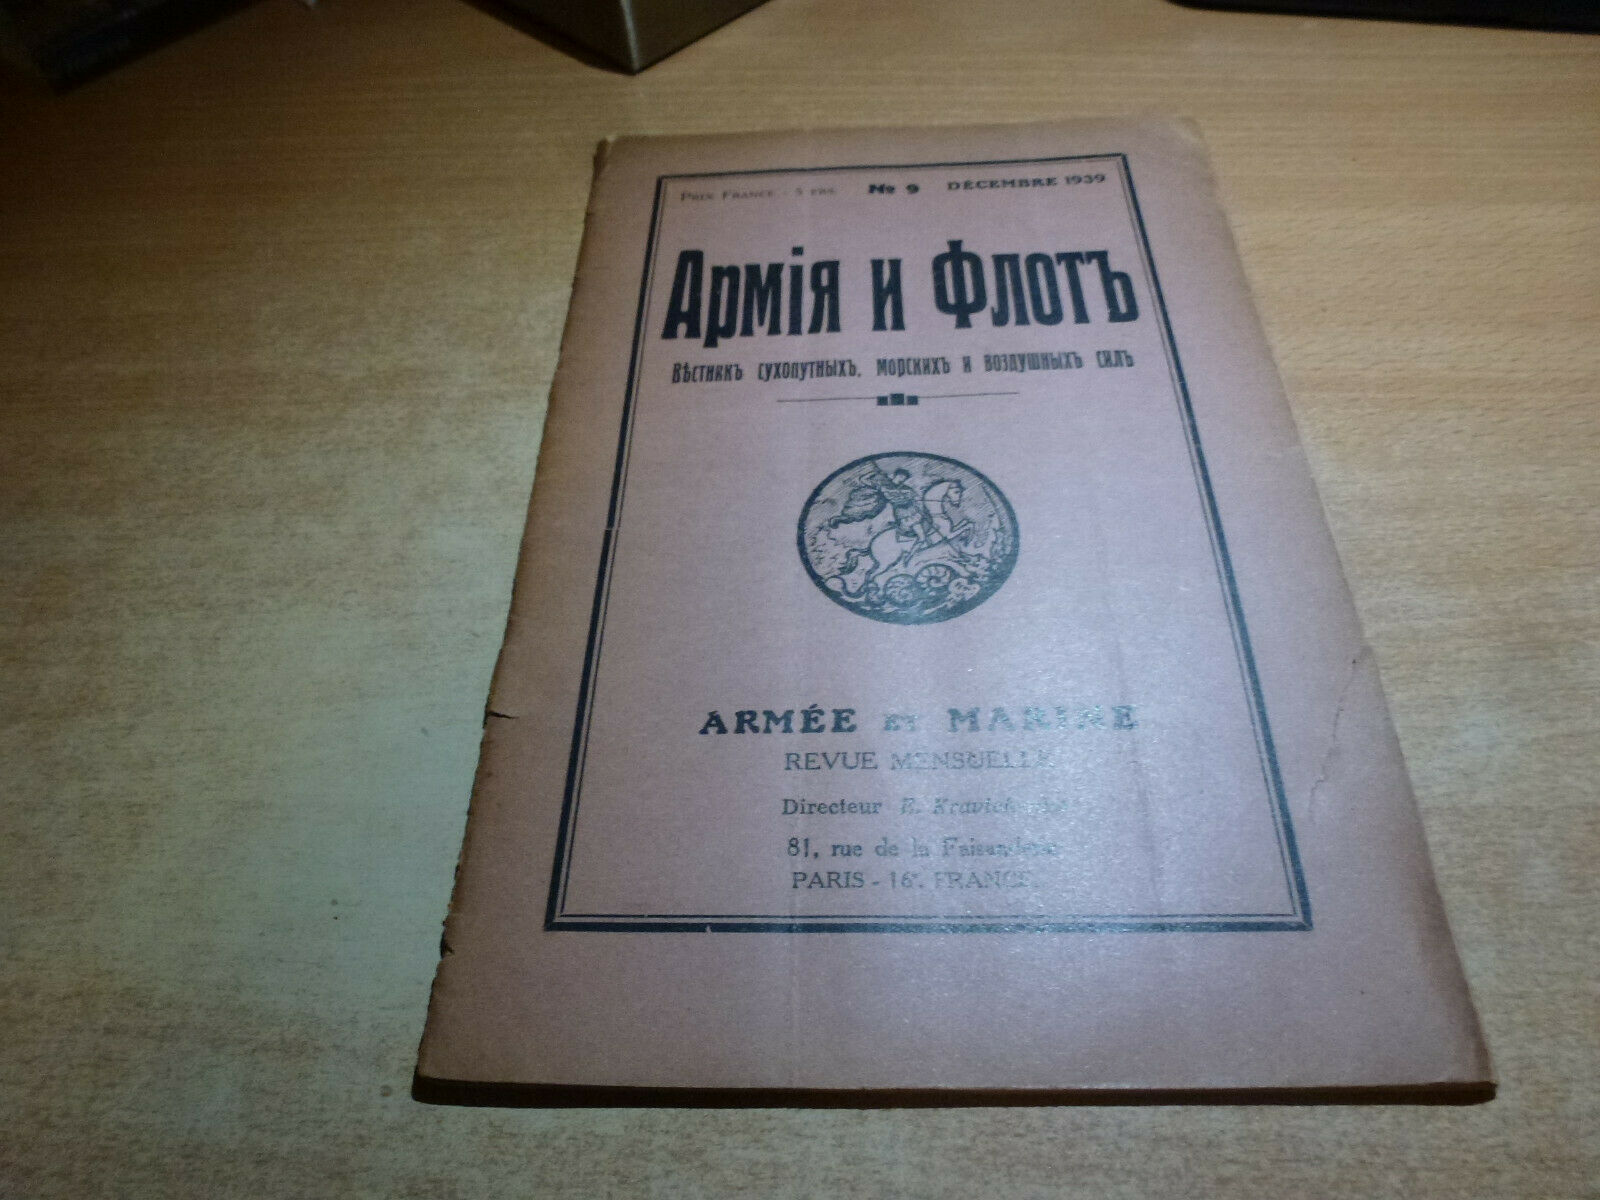 Prix France - 5 frs. № 9 DÉCEMBRE 1939
Армія и Флотъ
Вѣстникъ сухопутныхъ, морскихъ и воздушныхъ силъ
ARMÉE ET MARINE
REVUE MENSUELLE
Directeur
81, rue de la Faisanderie
PARIS - 16e. FRANCE.